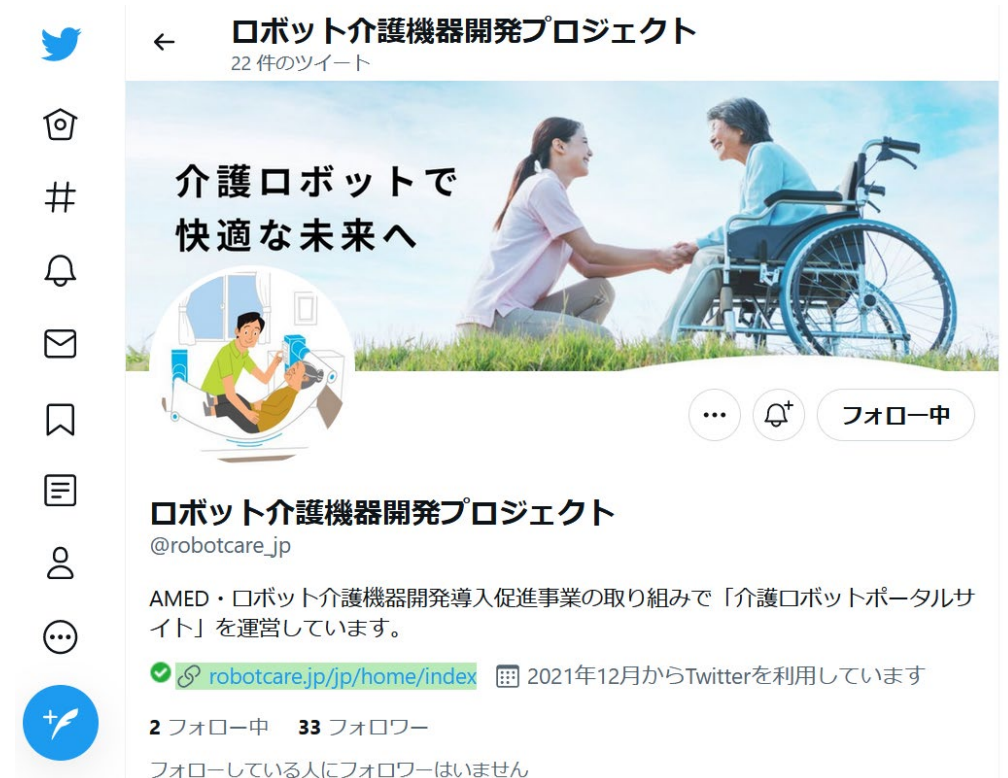 ロボット介護機器開発プロジェクト
22 件のツイート
介護ロボットで
快適な未来へ
フォロー中
ロボット介護機器開発プロジェクト
@robotcare_jp
AMED・ロボット介護機器開発導入促進事業の取り組みで「介護ロボットポータルサ
イト」を運営しています。
robotcare.jp/jp/home/index 2021年12月からTwitterを利用しています
2 フォロー中 33 フォロワー
フォローしている人にフォロワーはいません